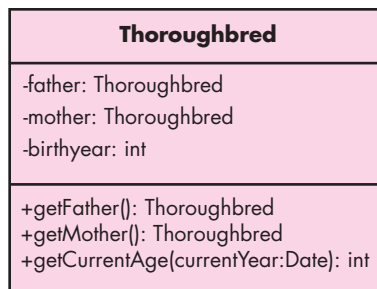 Thoroughbred
-father: Thoroughbred
-mother: Thoroughbred
-birthyear: int
+getFather(): Thoroughbred
+getMother(): Thoroughbred
+getCurrentAge(currentYear:Date): int